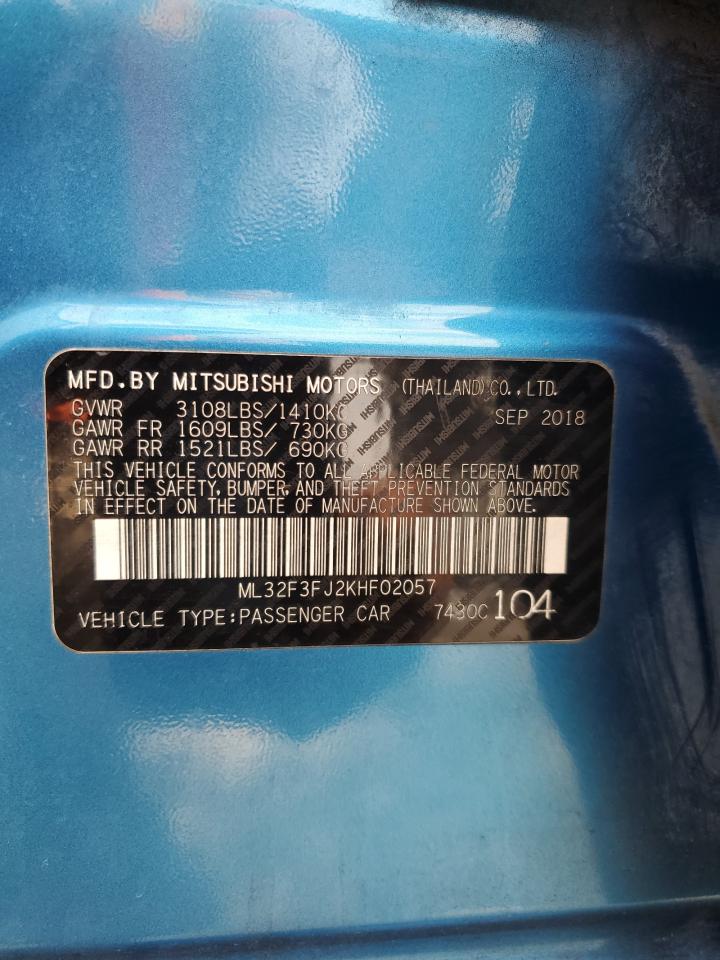 MFD.BY MITSUBISHI MOTORS (THAILAND)CO.,LTD.
GVWR 3108LBS/1410KG SEP 2018
GAWR FR 1609LBS/ 730KG
GAWR RR 1521LBS/ 690KG
THIS VEHICLE CONFORMS TO ALL APPLICABLE FEDERAL MOTOR
VEHICLE SAFETY, BUMPER, AND THEFT PREVENTION STANDARDS
IN EFFECT ON THE DATE OF MANUFACTURE SHOWN ABOVE.
ML32F3FJ2KHF02057
VEHICLE TYPE:PASSENGER CAR 7430C 104